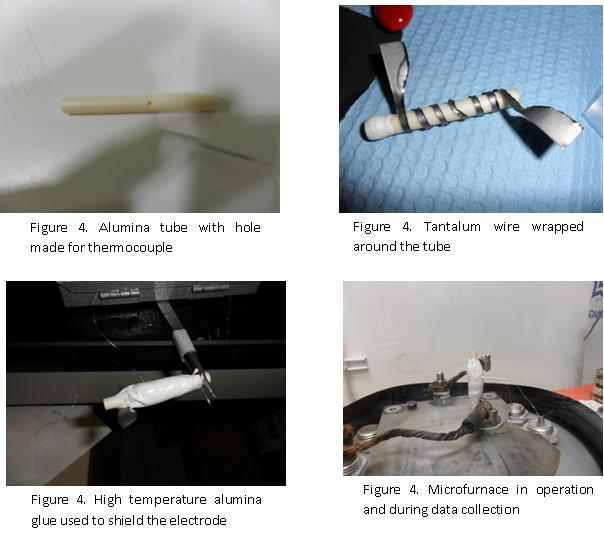 Figure 4. Alumina tube with hole
made for thermocouple
Figure 4. Tantalum wire wrapped
around the tube
Figure 4. High temperature alumina
glue used to shield the electrode
Figure 4. Microfurnace in operation
and during data collection